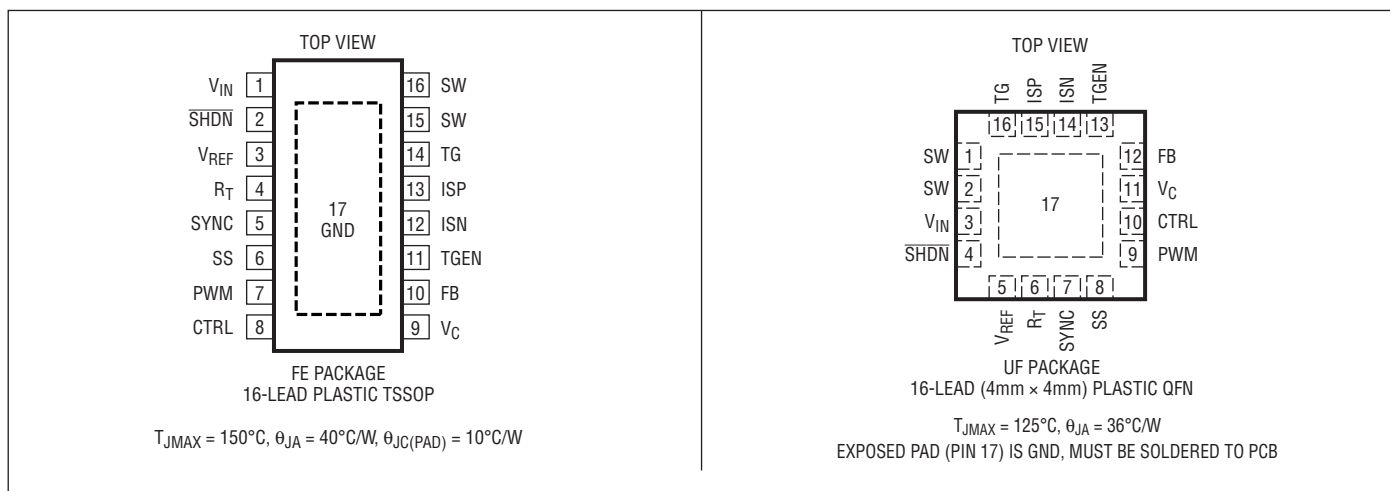 TOP VIEW
V_IN 1
SHDN 2
V_REF 3
R_T 4
SYNC 5
SS 6
PWM 7
CTRL 8
16 SW
15 SW
14 TG
13 ISP
12 ISN
11 TGEN
10 FB
9 V_C
17
GND
FE PACKAGE
16-LEAD PLASTIC TSSOP
T_JMAX = 150°C, θ_JA = 40°C/W, θ_JC(PAD) = 10°C/W
TOP VIEW
TG ISP ISN TGEN
16 15 14 13
SW 1
SW 2
V_IN 3
SHDN 4
17
12 FB
11 V_C
10 CTRL
9 PWM
5 6 7 8
V_REF R_T SYNC SS
UF PACKAGE
16-LEAD (4mm × 4mm) PLASTIC QFN
T_JMAX = 125°C, θ_JA = 36°C/W
EXPOSED PAD (PIN 17) IS GND, MUST BE SOLDERED TO PCB